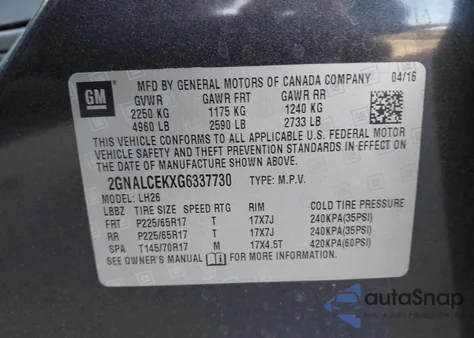 GM
MFD BY GENERAL MOTORS OF CANADA COMPANY 04/16
GVWR GAWR FRT GAWR RR
2250 KG 1175 KG 1240 KG
4960 LB 2590 LB 2733 LB
THIS VEHICLE CONFORMS TO ALL APPLICABLE U.S. FEDERAL MOTOR
VEHICLE SAFETY AND THEFT PREVENTION STANDARDS IN EFFECT ON
THE DATE OF MANUFACTURE SHOWN ABOVE.
2GNALCEKXG6337730 TYPE: M.P.V.
MODEL: LH26
LBBZ TIRE SIZE SPEED RTG RIM COLD TIRE PRESSURE
FRT P225/65R17 T 17X7J 240KPA(35PSI)
RR P225/65R17 T 17X7J 240KPA(35PSI)
SPA T145/70R17 M 17X4.5T 420KPA(60PSI)
SEE OWNER'S MANUAL FOR MORE INFORMATION
autoSnap